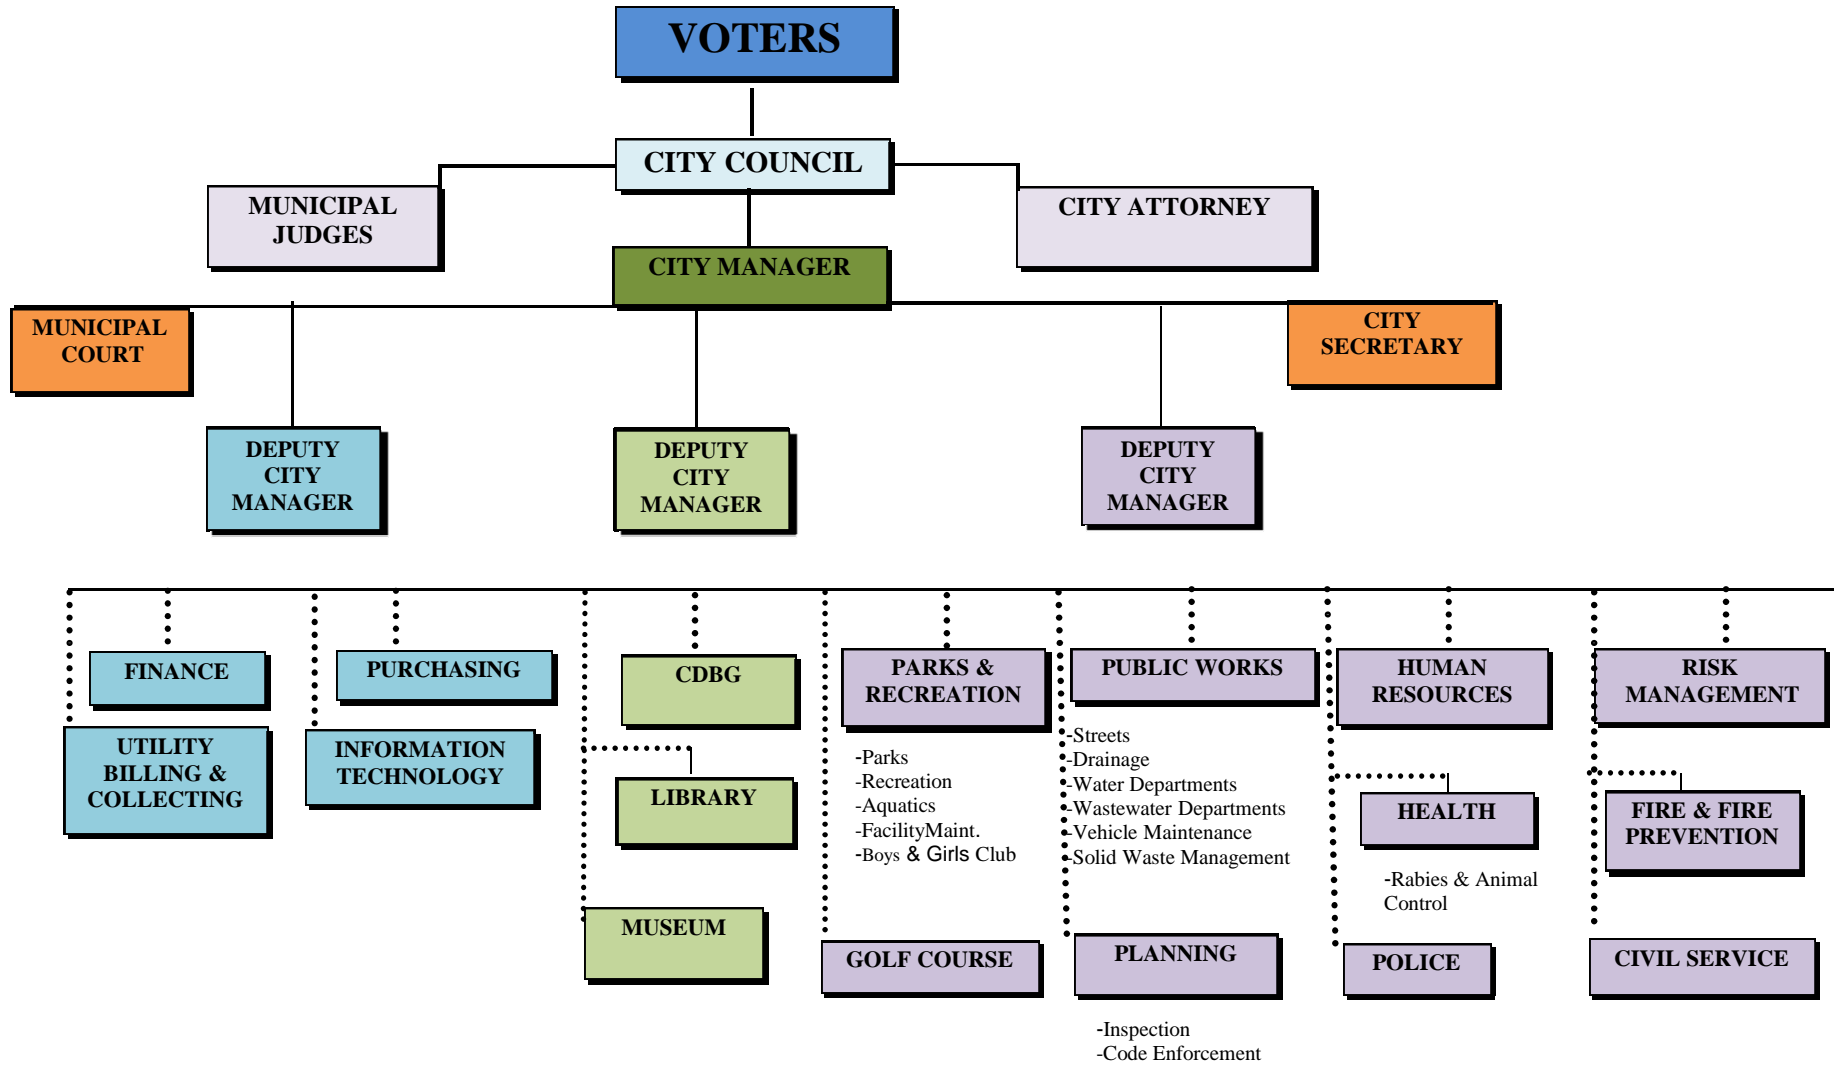 VOTERS
CITY COUNCIL
MUNICIPAL
JUDGES
CITY ATTORNEY
CITY MANAGER
MUNICIPAL
COURT
CITY
SECRETARY
DEPUTY
CITY
MANAGER
DEPUTY
CITY
MANAGER
DEPUTY
CITY
MANAGER
FINANCE
PURCHASING
CDBG
PARKS &
RECREATION
PUBLIC WORKS
HUMAN
RESOURCES
RISK
MANAGEMENT
UTILITY
BILLING &
COLLECTING
INFORMATION
TECHNOLOGY
LIBRARY
-Parks
-Recreation
-Aquatics
-FacilityMaint.
-Boys & Girls Club
-Streets
-Drainage
-Water Departments
-Wastewater Departments
-Vehicle Maintenance
-Solid Waste Management
HEALTH
-Rabies & Animal
Control
FIRE & FIRE
PREVENTION
MUSEUM
GOLF COURSE
PLANNING
-Inspection
-Code Enforcement
POLICE
CIVIL SERVICE